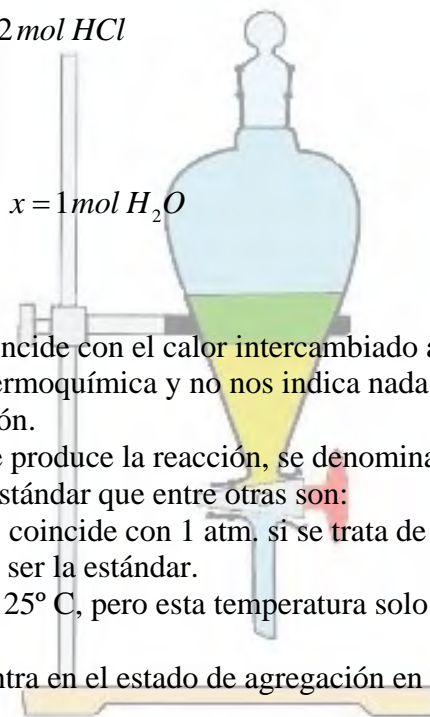 2 mol HCl
x = 1 mol H₂O
ncide con el calor intercambiado a
ermoquímica y no nos indica nada
ón.
e produce la reacción, se denomina
stándar que entre otras son:
coincide con 1 atm. si se trata de
ser la estándar.
25º C, pero esta temperatura solo
ntra en el estado de agregación en